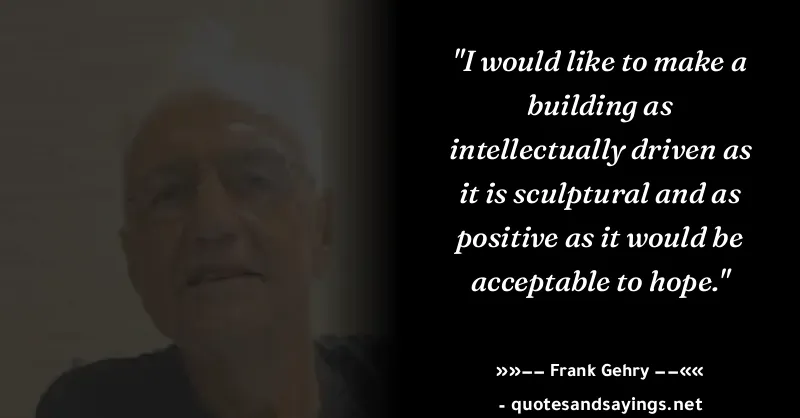 "I would like to make a
building as
intellectually driven as
it is sculptural and as
positive as it would be
acceptable to hope."
»»−− Frank Gehry −−««
- quotesandsayings.net